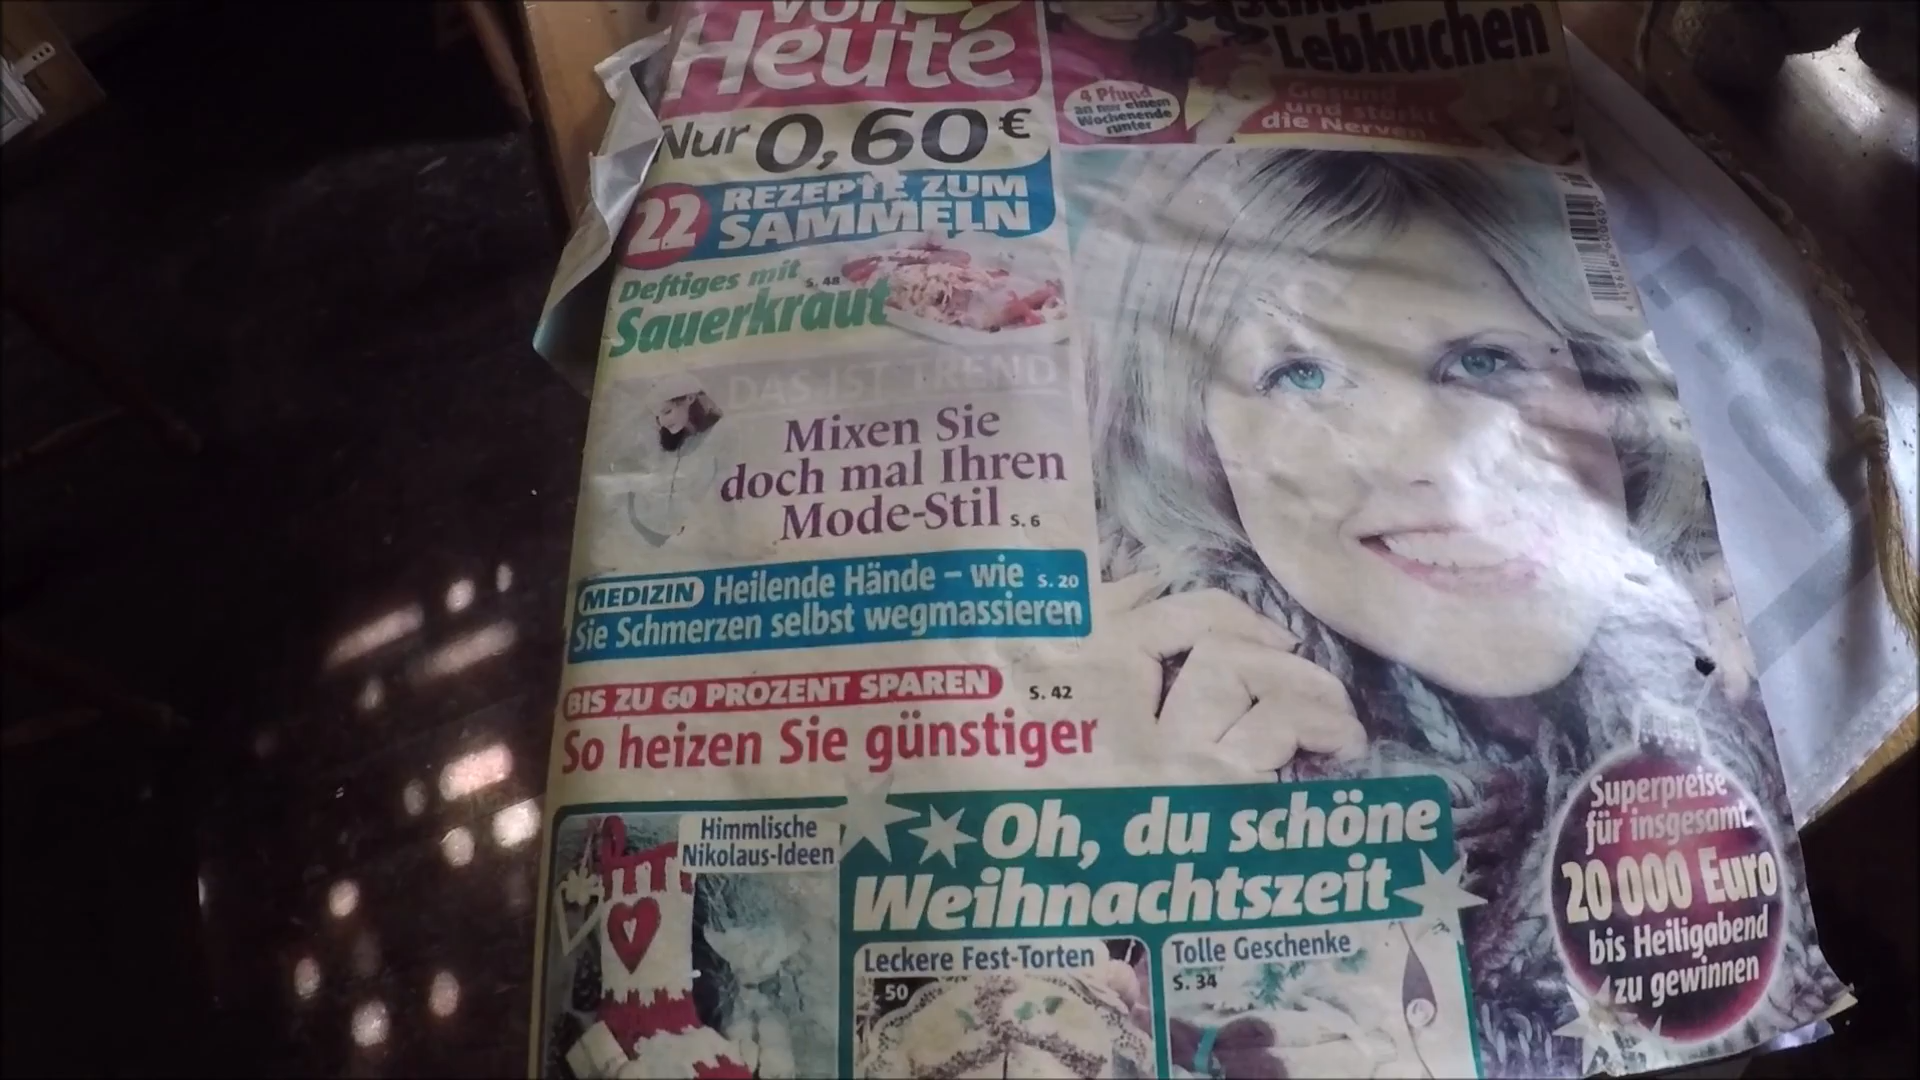 von
Heute
Nur 0,60 €
22 REZEPTE ZUM
SAMMELN
Deftiges mit S. 48
Sauerkraut
DAS IST TREND
Mixen Sie
doch mal Ihren
Mode-Stil S. 6
MEDIZIN Heilende Hände – wie S. 20
Sie Schmerzen selbst wegmassieren
BIS ZU 60 PROZENT SPAREN S. 42
So heizen Sie günstiger
Lebkuchen
4 Pfund
an nur einem
Wochenende
runter
Gesund
und stärkt
die Nerven
Himmlische
Nikolaus-Ideen
Oh, du schöne
Weihnachtszeit
Leckere Fest-Torten
50
Tolle Geschenke
S. 34
Superpreise
für insgesamt
20 000 Euro
bis Heiligabend
zu gewinnen